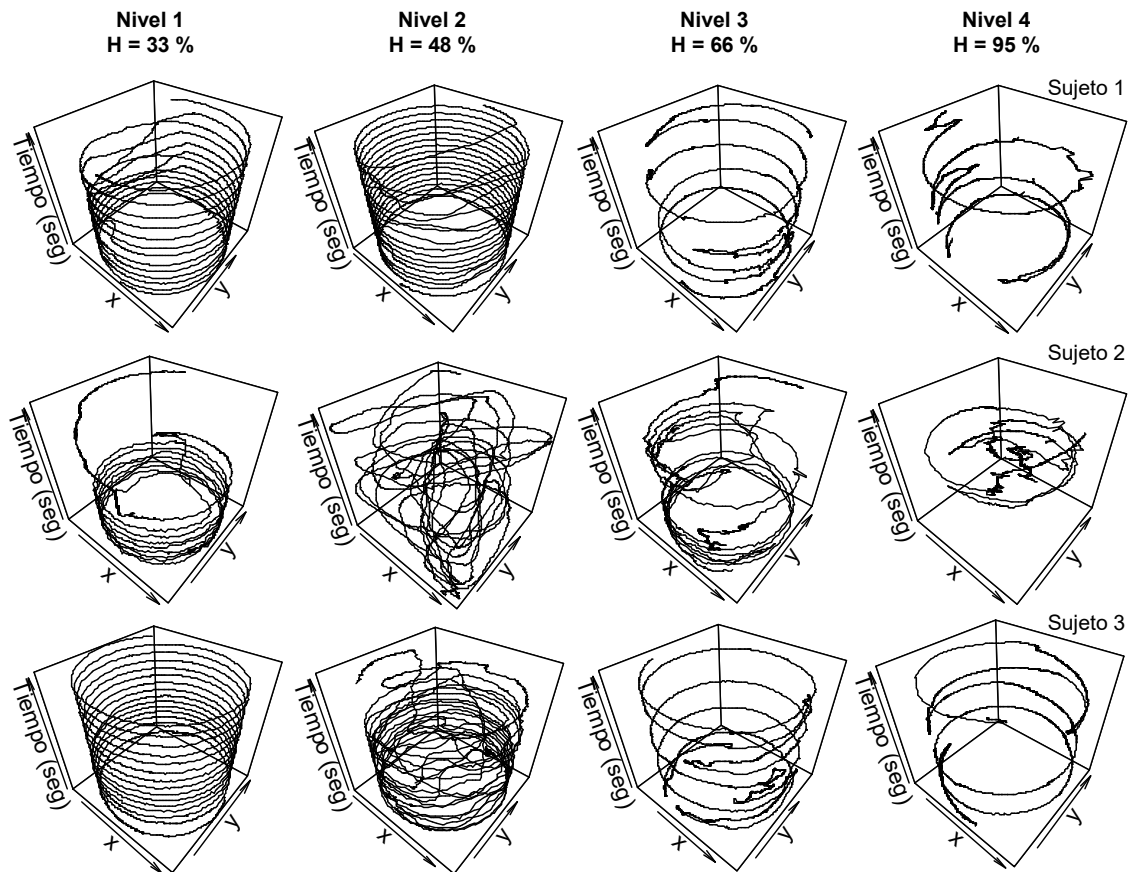 Nivel 1
H = 33 %
Nivel 2
H = 48 %
Nivel 3
H = 66 %
Nivel 4
H = 95 %
Sujeto 1
Tiempo (seg)
x
y
Tiempo (seg)
x
y
Tiempo (seg)
x
y
Tiempo (seg)
x
y
Sujeto 2
Tiempo (seg)
x
y
Tiempo (seg)
x
y
Tiempo (seg)
x
y
Tiempo (seg)
x
y
Sujeto 3
Tiempo (seg)
x
y
Tiempo (seg)
x
y
Tiempo (seg)
x
y
Tiempo (seg)
x
y